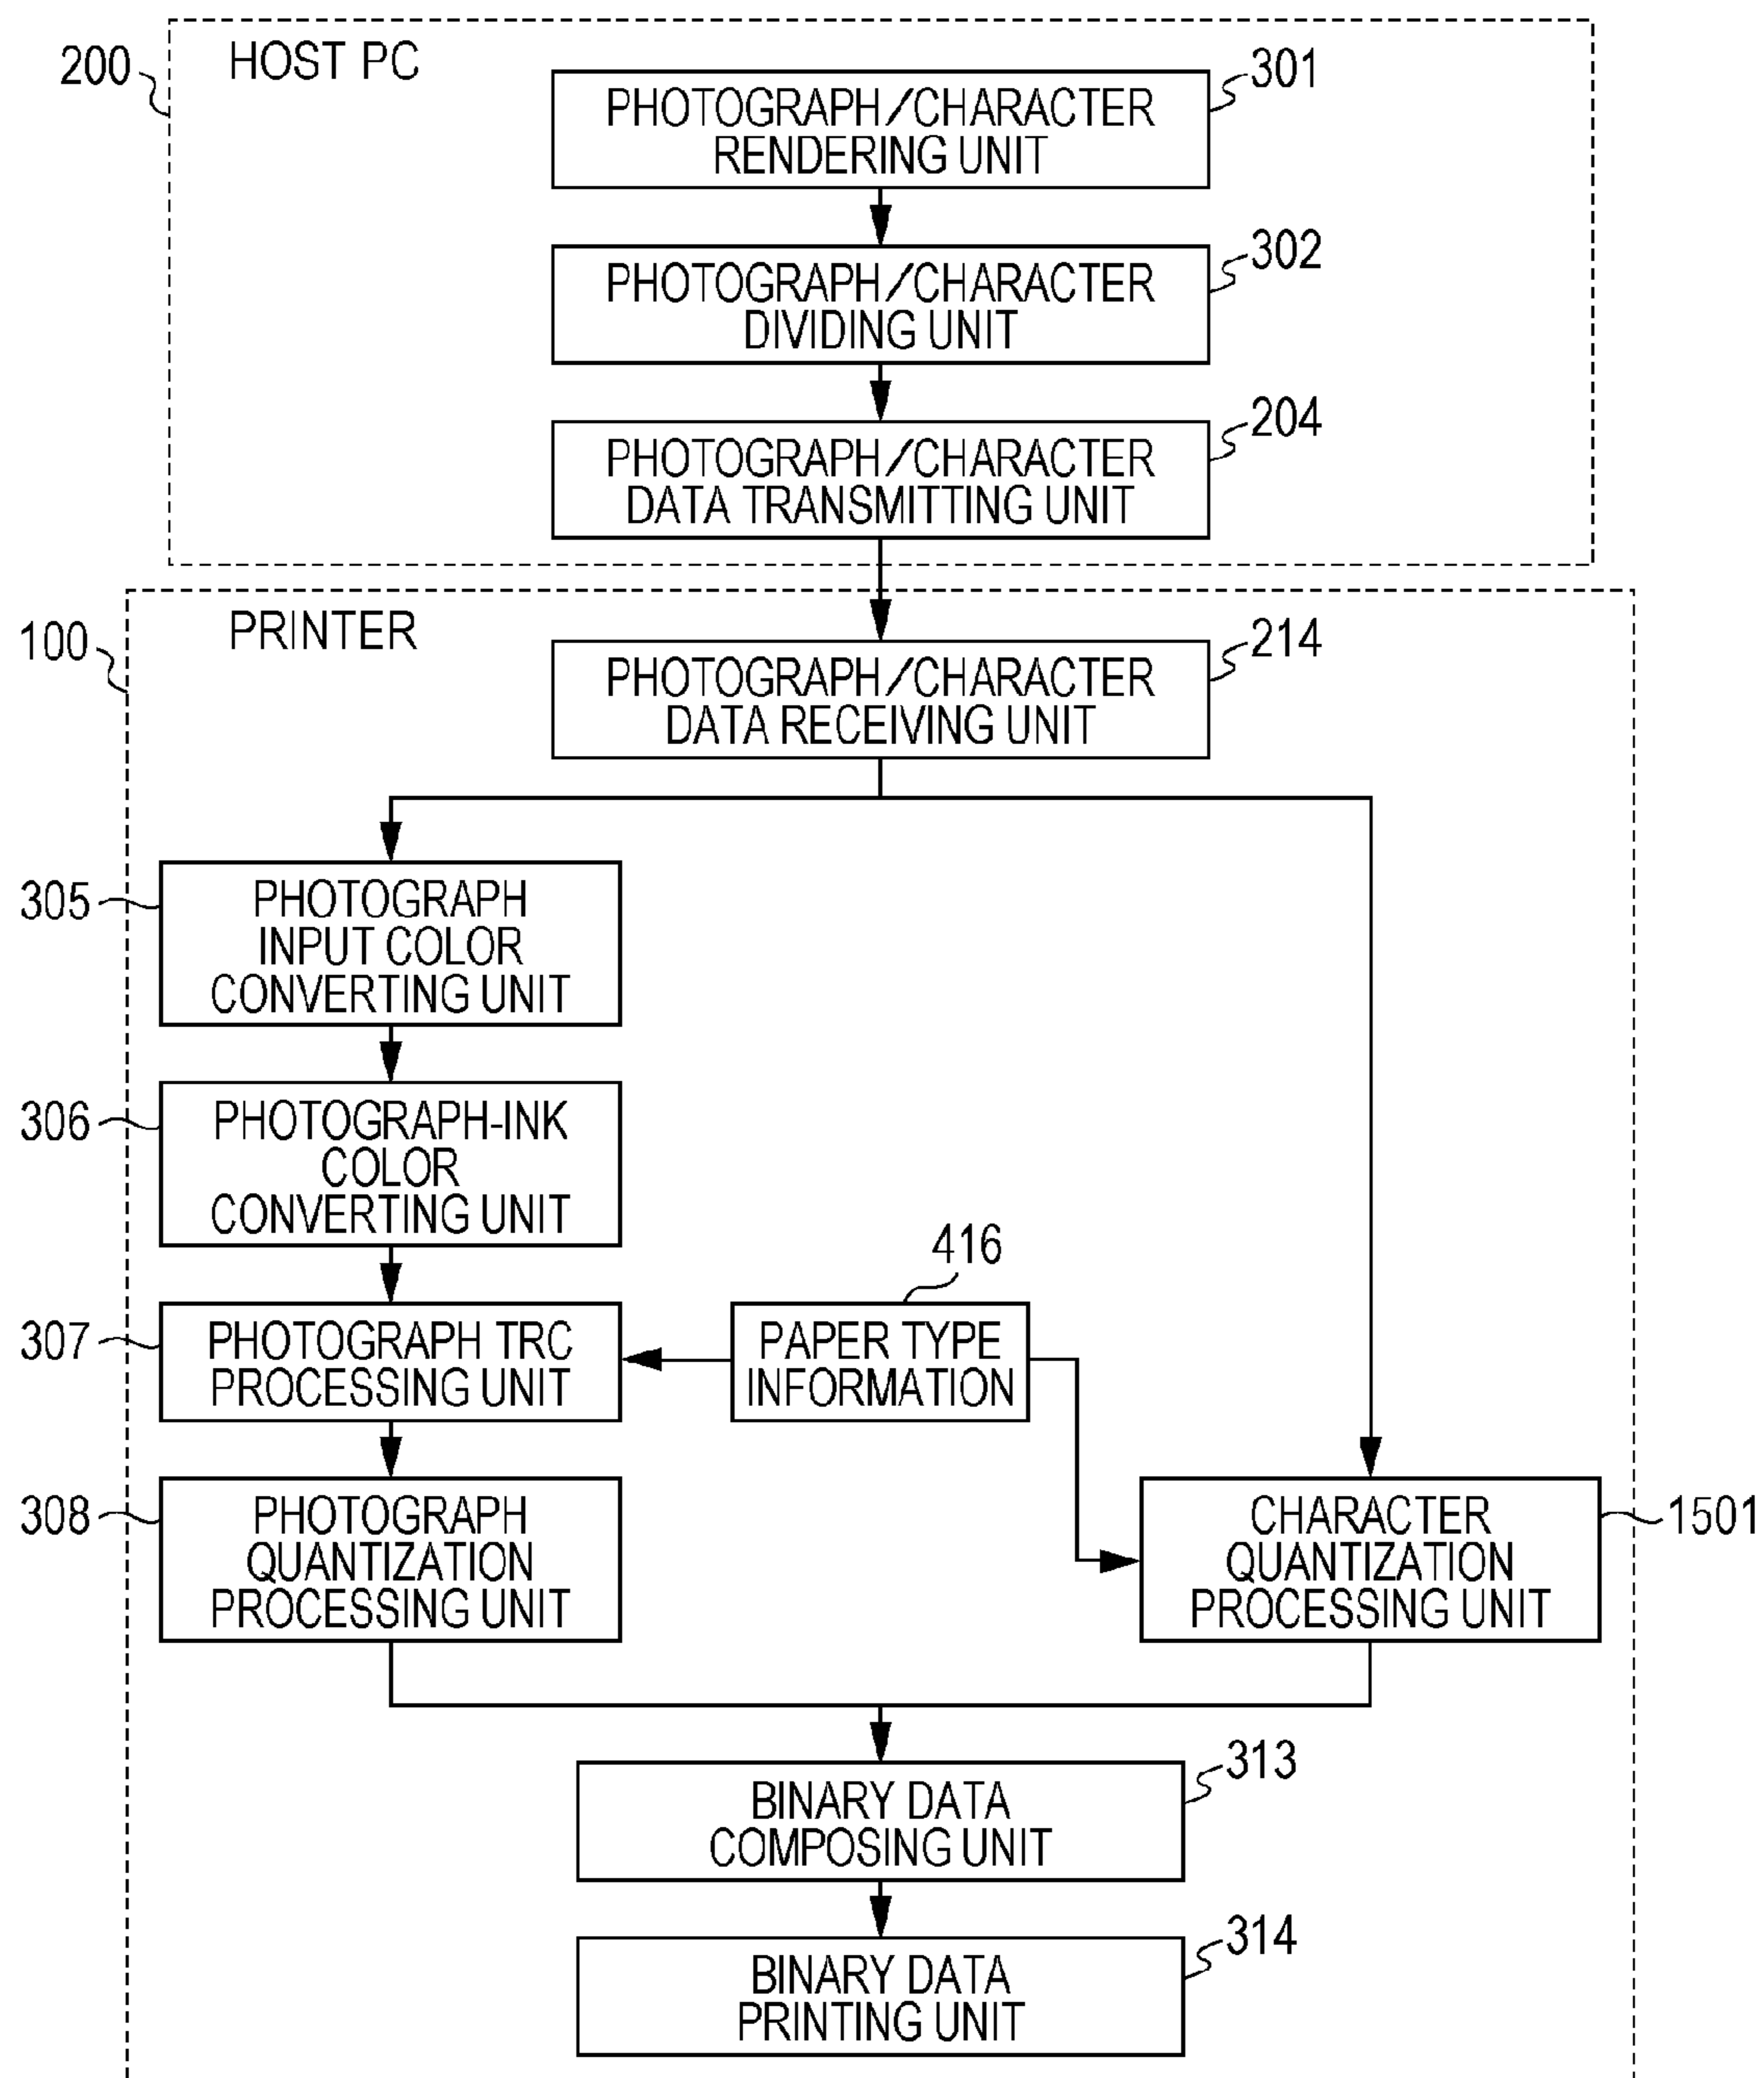 200
HOST PC
301
PHOTOGRAPH/CHARACTER
RENDERING UNIT
302
PHOTOGRAPH/CHARACTER
DIVIDING UNIT
204
PHOTOGRAPH/CHARACTER
DATA TRANSMITTING UNIT
100
PRINTER
214
PHOTOGRAPH/CHARACTER
DATA RECEIVING UNIT
305
PHOTOGRAPH
INPUT COLOR
CONVERTING UNIT
306
PHOTOGRAPH-INK
COLOR
CONVERTING UNIT
416
307
PHOTOGRAPH TRC
PROCESSING UNIT
PAPER TYPE
INFORMATION
308
PHOTOGRAPH
QUANTIZATION
PROCESSING UNIT
CHARACTER
QUANTIZATION
PROCESSING UNIT
1501
313
BINARY DATA
COMPOSING UNIT
314
BINARY DATA
PRINTING UNIT